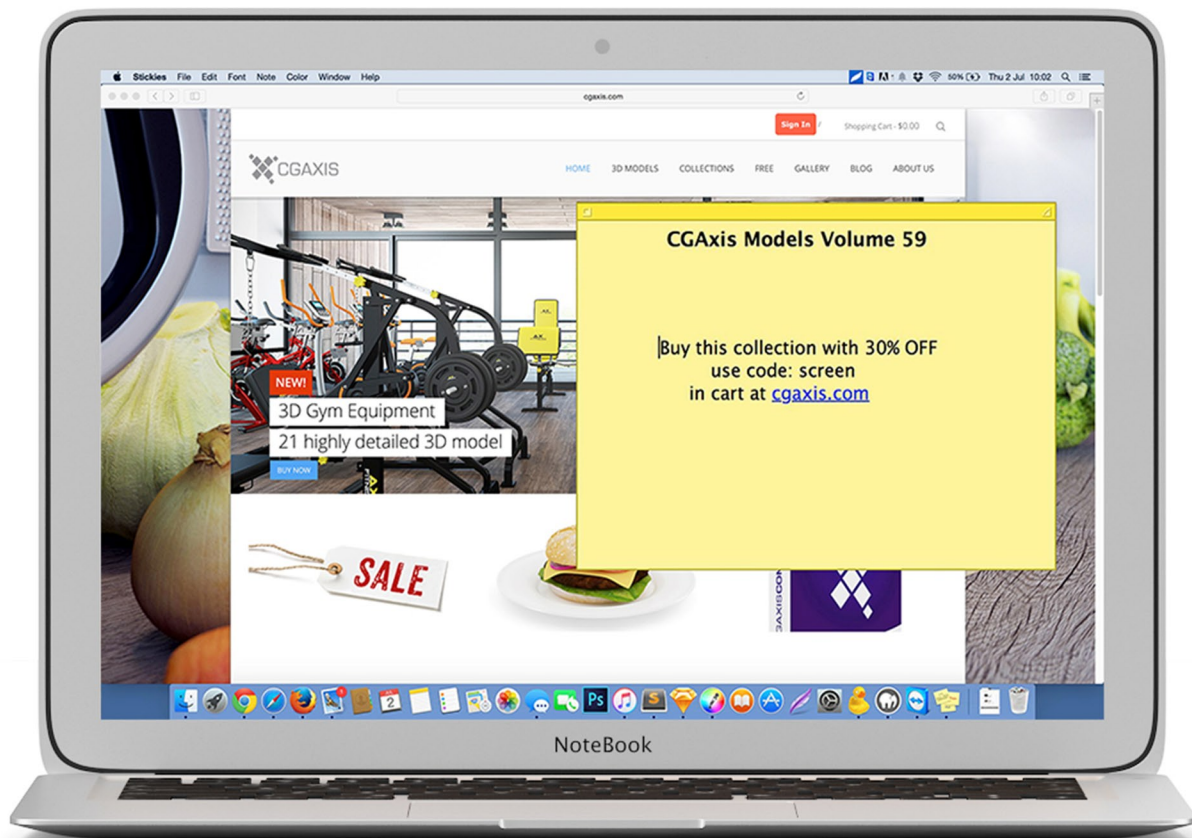 Stickies File Edit Font Note Color Window Help
50% Thu 2 Jul 10:02
cgaxis.com
Sign In / Shopping Cart - $0.00
CGAXIS
HOME 3D MODELS COLLECTIONS FREE GALLERY BLOG ABOUT US
CGAxis Models Volume 59
Buy this collection with 30% OFF
use code: screen
in cart at cgaxis.com
NEW!
3D Gym Equipment
21 highly detailed 3D model
BUY NOW
SALE
2
Ps
S
NoteBook